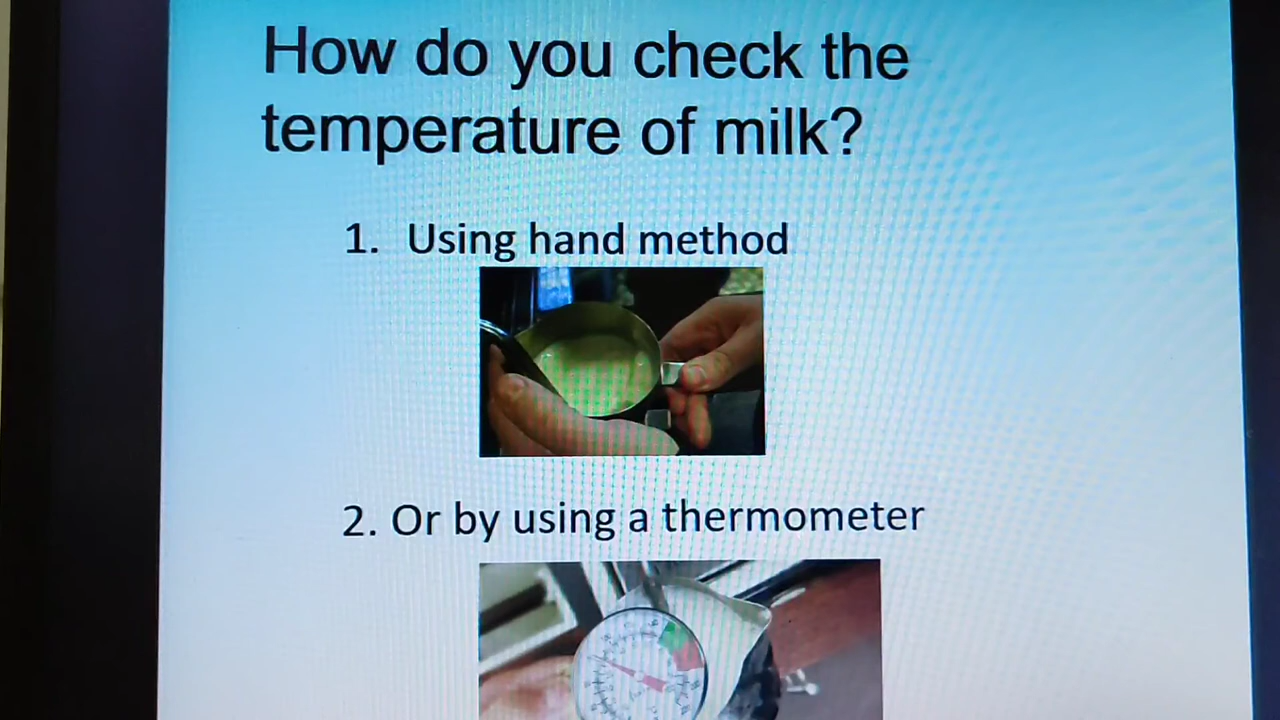 How do you check the
temperature of milk?
1. Using hand method
2. Or by using a thermometer